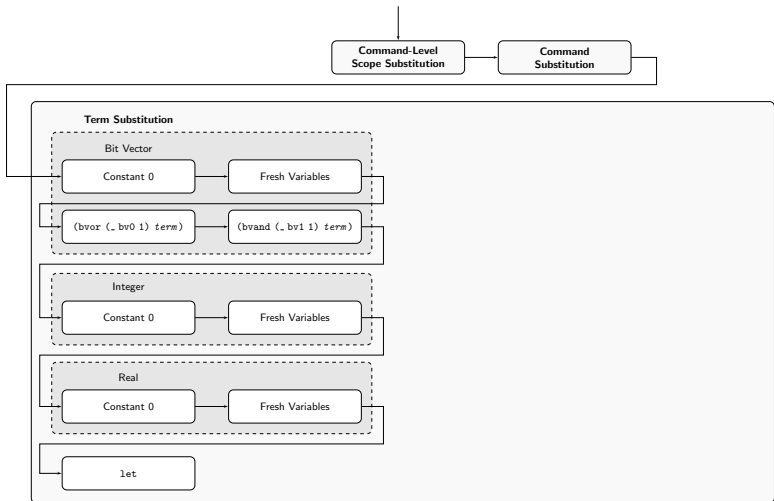 Command-Level
Scope Substitution
Command
Substitution
Term Substitution
Bit Vector
Constant 0
Fresh Variables
(bvor (_ bv0 1) term)
(bvand (_ bv1 1) term)
Integer
Constant 0
Fresh Variables
Real
Constant 0
Fresh Variables
let